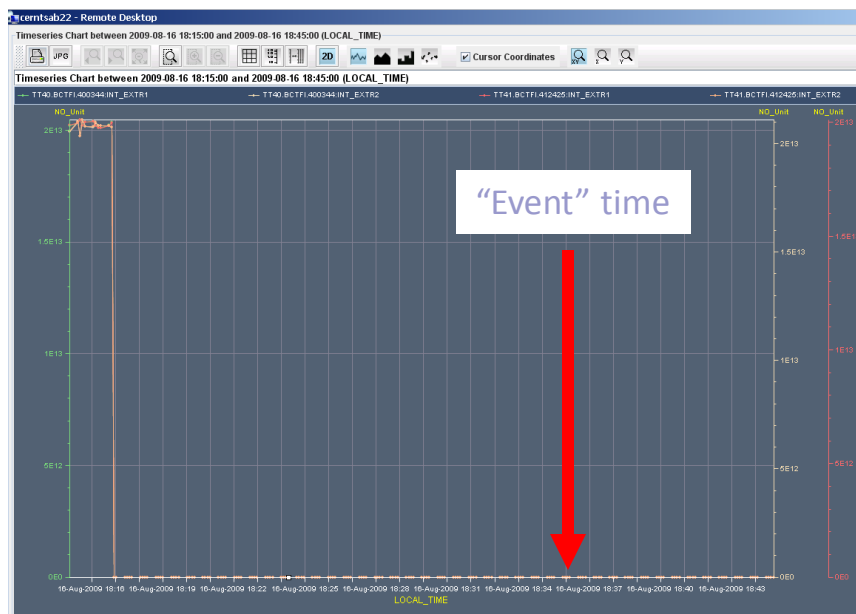 cerntsab22 - Remote Desktop
Timeseries Chart between 2009-08-16 18:15:00 and 2009-08-16 18:45:00 (LOCAL_TIME)
JPG 2D Cursor Coordinates
Timeseries Chart between 2009-08-16 18:15:00 and 2009-08-16 18:45:00 (LOCAL_TIME)
TT40.BCTFI.400344:INT_EXTR1 TT40.BCTFI.400344:INT_EXTR2 TT41.BCTFI.412425:INT_EXTR1 TT41.BCTFI.412425:INT_EXTR2
NO_Unit NO_Unit NO_Unit
2E13 2E13 2E13
“Event” time
1.5E13 1.5E13 1.5E1
1E13 1E13 1E13
5E12 5E12 5E12
0E0 0E0 0E0
16-Aug-2009 18:16 16-Aug-2009 18:19 16-Aug-2009 18:22 16-Aug-2009 18:25 16-Aug-2009 18:28 16-Aug-2009 18:31 16-Aug-2009 18:34 16-Aug-2009 18:37 16-Aug-2009 18:40 16-Aug-2009 18:43
LOCAL_TIME